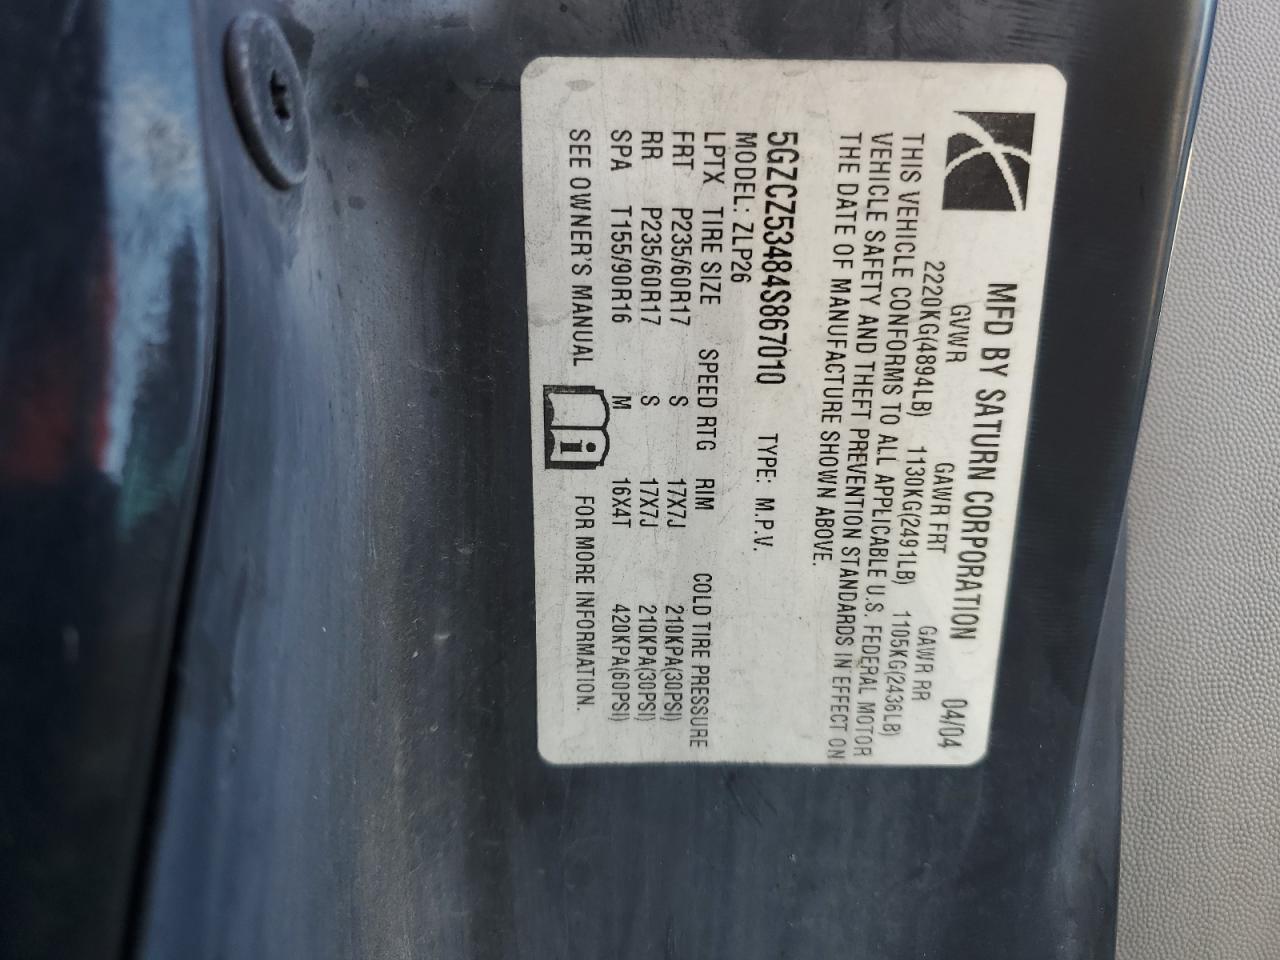 MFD BY SATURN CORPORATION 04/04
GVWR GAWR FRT GAWR RR
2220KG(4894LB) 1130KG(2491LB) 1105KG(2436LB)
THIS VEHICLE CONFORMS TO ALL APPLICABLE U.S. FEDERAL MOTOR
VEHICLE SAFETY AND THEFT PREVENTION STANDARDS IN EFFECT ON
THE DATE OF MANUFACTURE SHOWN ABOVE.
5GZCZ53484S867010 TYPE: M.P.V.
MODEL: ZLP26
LPTX TIRE SIZE SPEED RTG RIM COLD TIRE PRESSURE
FRT P235/60R17 S 17X7J 210KPA(30PSI)
RR P235/60R17 S 17X7J 210KPA(30PSI)
SPA T155/90R16 M 16X4T 420KPA(60PSI)
SEE OWNER'S MANUAL i FOR MORE INFORMATION.